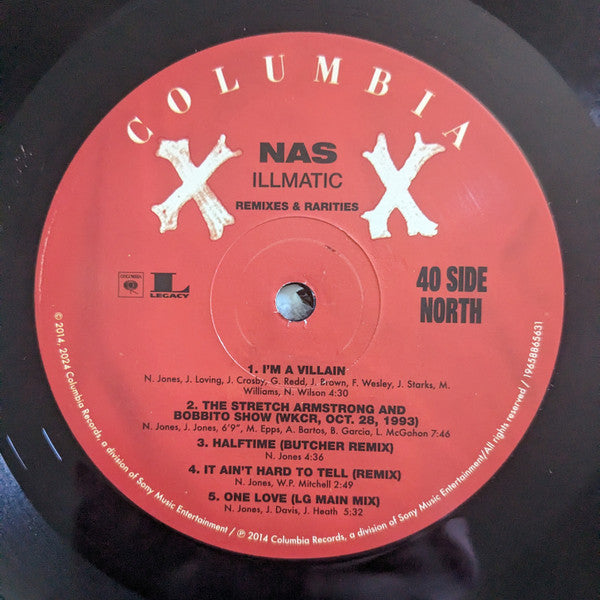 COLUMBIA
XX
NAS
ILLMATIC
REMIXES & RARITIES
COLUMBIA
L
LEGACY
40 SIDE
NORTH
1. I'M A VILLAIN
N. Jones, J. Loving, J. Crosby, G. Redd, J. Brown, F. Wesley, J. Starks, M.
Williams, N. Wilson 4:30
2. THE STRETCH ARMSTRONG AND
BOBBITO SHOW (WKCR, OCT. 28, 1993)
N. Jones, J. Jones, 6'9", M. Epps, A. Bartos, B. Garcia, L. McGohan 7:46
3. HALFTIME (BUTCHER REMIX)
N. Jones 4:36
4. IT AIN'T HARD TO TELL (REMIX)
N. Jones, W.P. Mitchell 2:49
5. ONE LOVE (LG MAIN MIX)
N. Jones, J. Davis, J. Heath 5:32
© 2014, 2024 Columbia Records, a division of Sony Music Entertainment / ℗ 2014 Columbia Records, a division of Sony Music Entertainment/All rights reserved / 19658865631